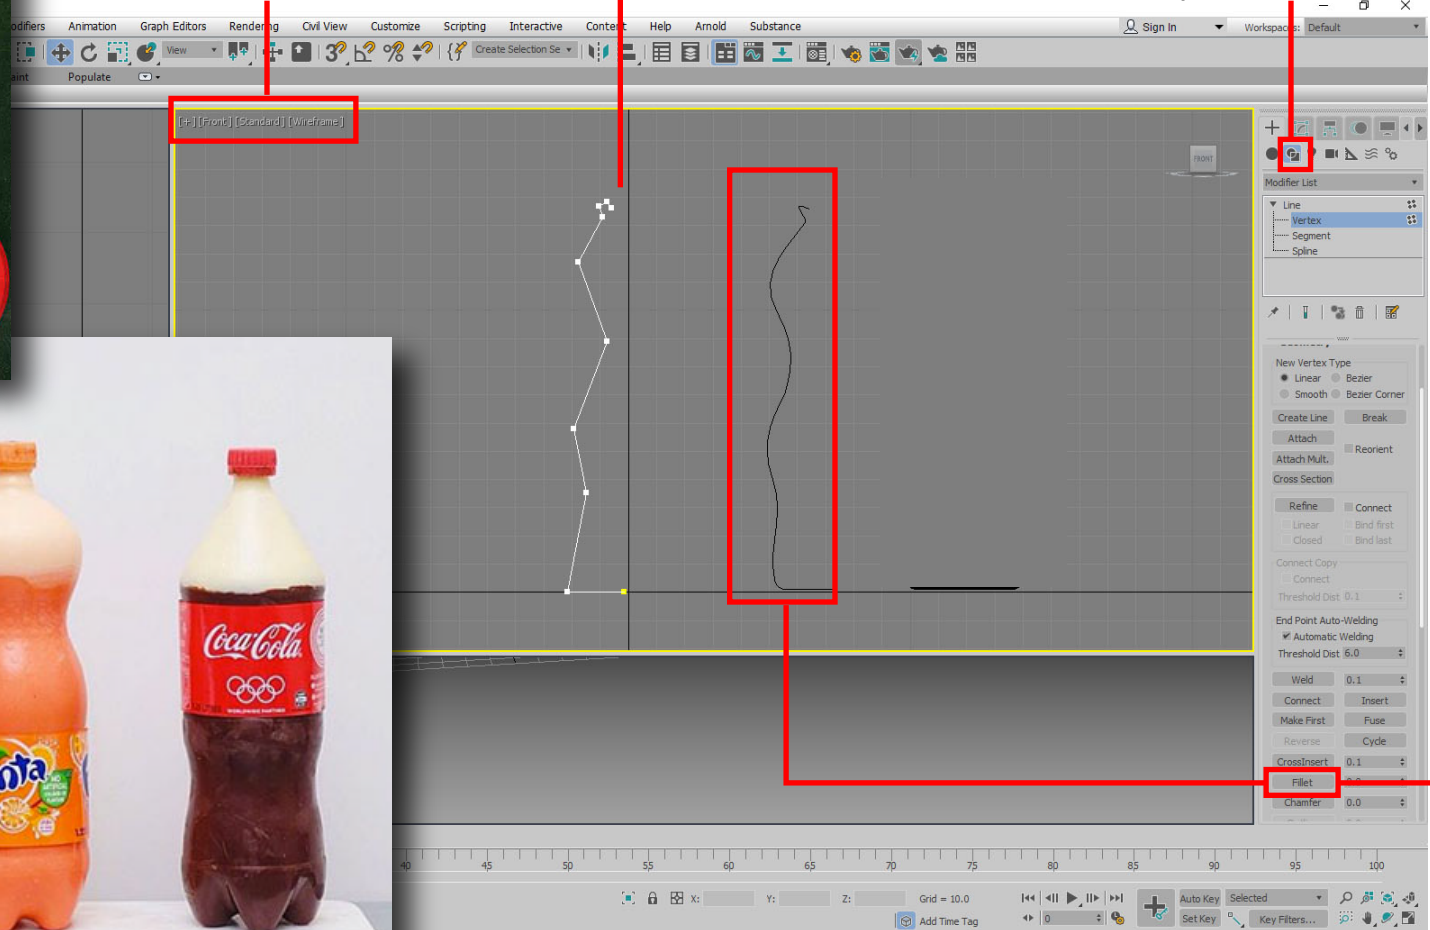 odifiers Animation Graph Editors Rendering Civil View Customize Scripting Interactive Content Help Arnold Substance Sign In Workspaces: Default
View Create Selection Se
aint Populate
[+] [Front] [Standard] [Wireframe]
FRONT
Modifier List
Line
Vertex
Segment
Spline
New Vertex Type
Linear Bezier
Smooth Bezier Corner
Create Line Break
Attach
Reorient
Attach Mult.
Cross Section
Refine Connect
Linear Bind first
Closed Bind last
Connect Copy
Connect
Threshold Dist 0.1
End Point Auto-Welding
Automatic Welding
Threshold Dist 6.0
Weld 0.1
Connect Insert
Make First Fuse
Reverse Cycle
CrossInsert 0.1
Fillet
Chamfer 0.0
Coca-Cola
WORLDWIDE PARTNER
nta
NO ARTIFICIAL
40 45 50 55 60 65 70 75 80 85 90 95 100
X: Y: Z: Grid = 10.0 Auto Key Selected
Add Time Tag 0 Set Key Key Filters...